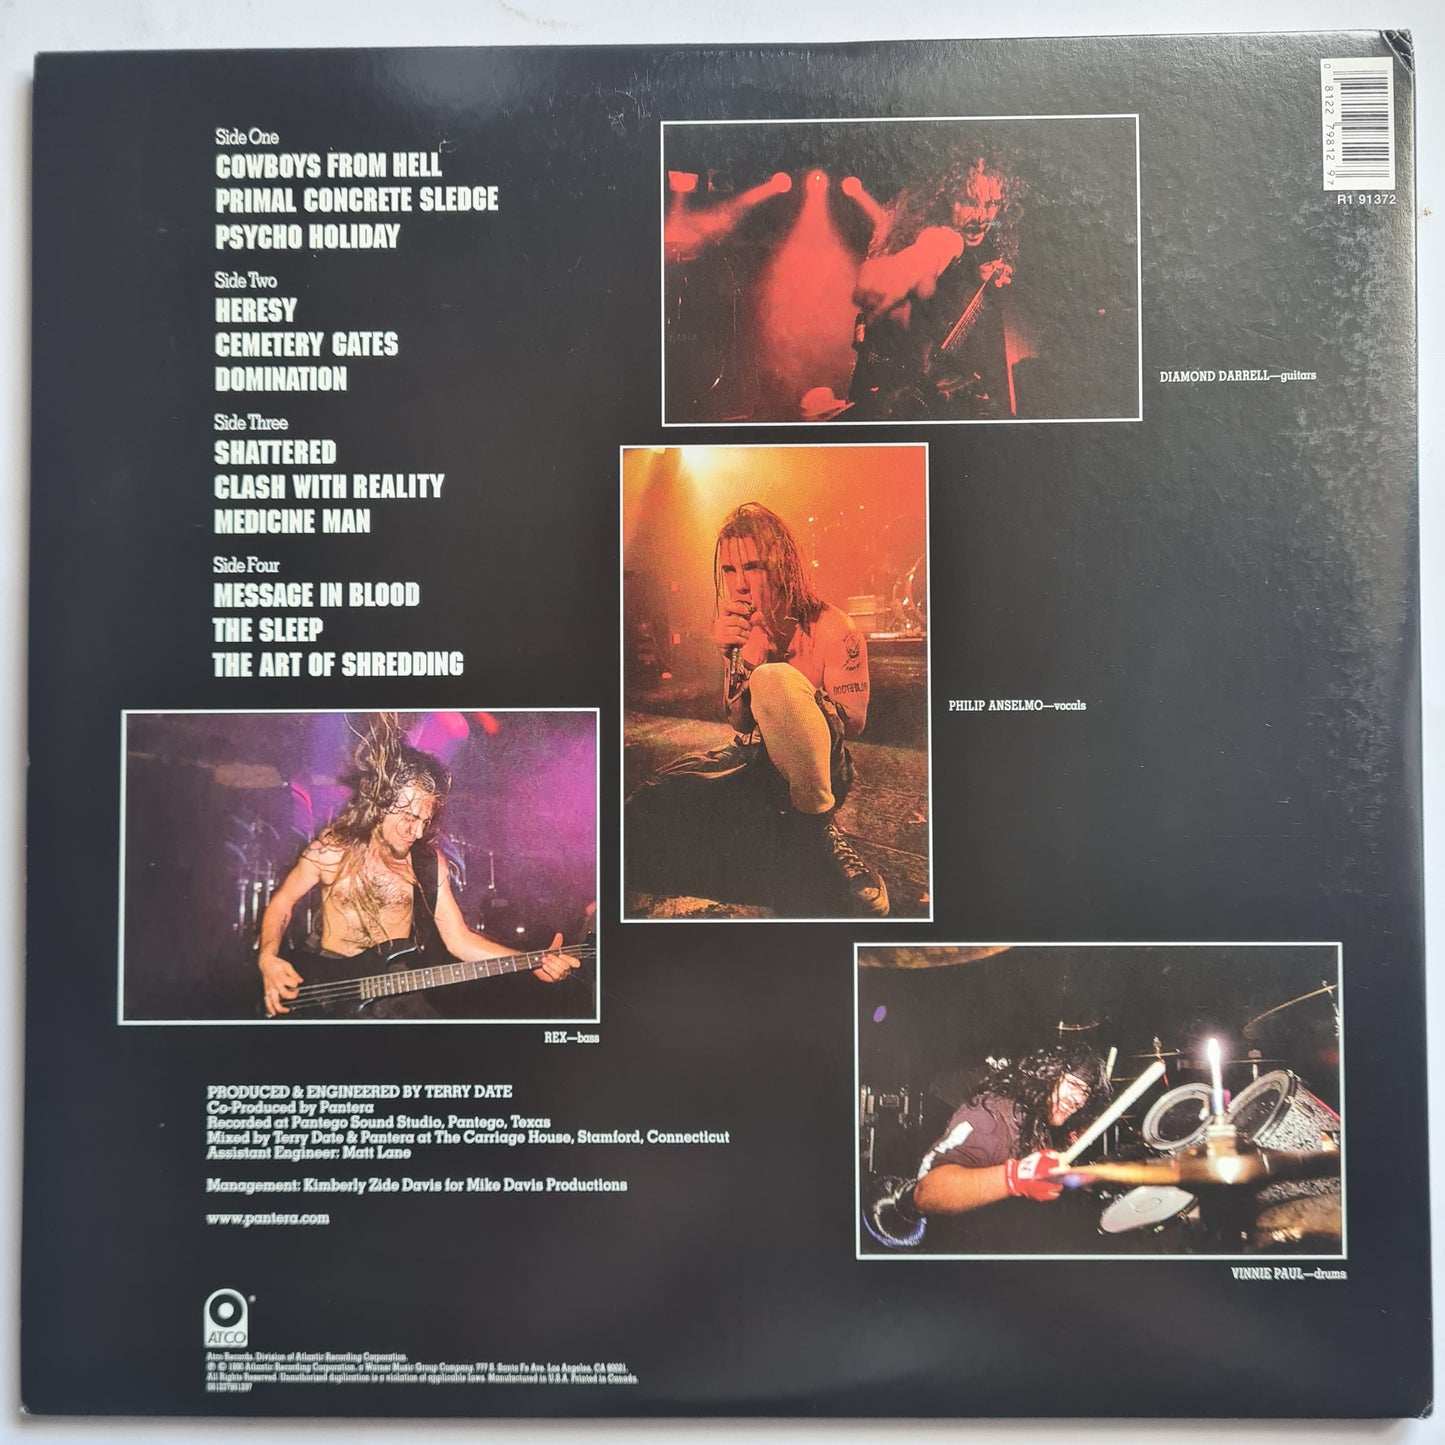 Side One
COWBOYS FROM HELL
PRIMAL CONCRETE SLEDGE
PSYCHO HOLIDAY
Side Two
HERESY
CEMETERY GATES
DOMINATION
Side Three
SHATTERED
CLASH WITH REALITY
MEDICINE MAN
Side Four
MESSAGE IN BLOOD
THE SLEEP
THE ART OF SHREDDING
0 81227 98129 7
R1 91372
DIAMOND DARRELL—guitars
PHILIP ANSELMO—vocals
REX—bass
VINNIE PAUL—drums
PRODUCED & ENGINEERED BY TERRY DATE
Co-Produced by Pantera
Recorded at Pantego Sound Studio, Pantego, Texas
Mixed by Terry Date & Pantera at The Carriage House, Stamford, Connecticut
Assistant Engineer: Matt Lane
Management: Kimberly Zide Davis for Mike Davis Productions
www.pantera.com
ATCO
Atco Records. Division of Atlantic Recording Corporation.
℗ © 1990 Atlantic Recording Corporation, a Warner Music Group Company, 777 S. Santa Fe Ave. Los Angeles, CA 90021.
All Rights Reserved. Unauthorized duplication is a violation of applicable laws. Manufactured in U.S.A. Printed in Canada.